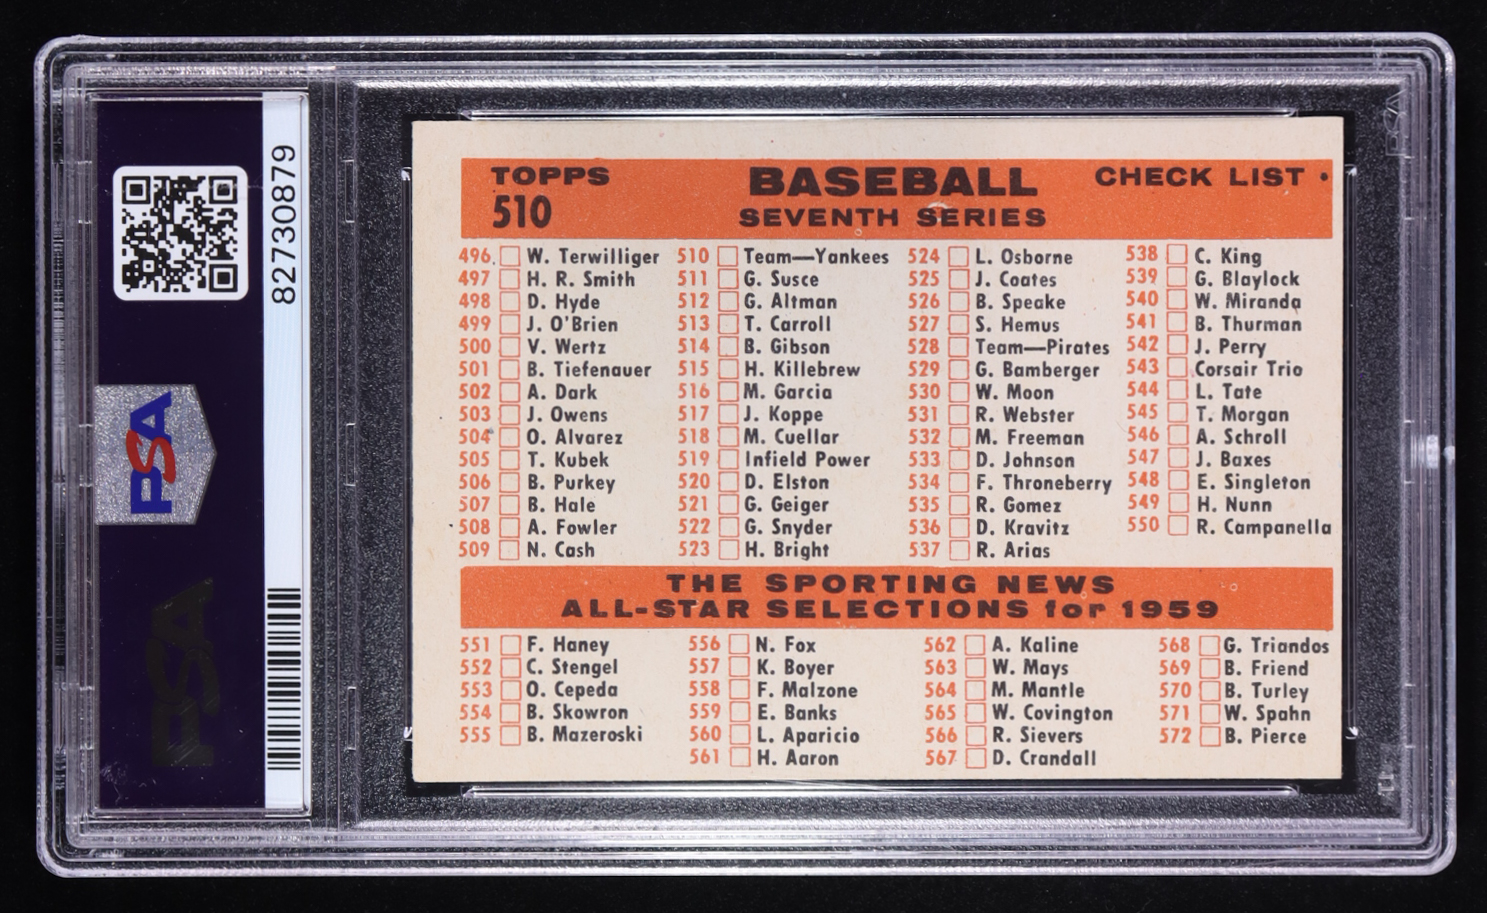 82730879
PSA
PSA
TOPPS BASEBALL CHECK LIST •
510 SEVENTH SERIES
496. W. Terwilliger
497 H. R. Smith
498 D. Hyde
499 J. O'Brien
500 V. Wertz
501 B. Tiefenauer
502 A. Dark
503 J. Owens
504 O. Alvarez
505 T. Kubek
506 B. Purkey
507 B. Hale
508 A. Fowler
509 N. Cash
510 Team—Yankees
511 G. Susce
512 G. Altman
513 T. Carroll
514 B. Gibson
515 H. Killebrew
516 M. Garcia
517 J. Koppe
518 M. Cuellar
519 Infield Power
520 D. Elston
521 G. Geiger
522 G. Snyder
523 H. Bright
524 L. Osborne
525 J. Coates
526 B. Speake
527 S. Hemus
528 Team—Pirates
529 G. Bamberger
530 W. Moon
531 R. Webster
532 M. Freeman
533 D. Johnson
534 F. Throneberry
535 R. Gomez
536 D. Kravitz
537 R. Arias
538 C. King
539 G. Blaylock
540 W. Miranda
541 B. Thurman
542 J. Perry
543 Corsair Trio
544 L. Tate
545 T. Morgan
546 A. Schroll
547 J. Baxes
548 E. Singleton
549 H. Nunn
550 R. Campanella
THE SPORTING NEWS
ALL-STAR SELECTIONS for 1959
551 F. Haney
552 C. Stengel
553 O. Cepeda
554 B. Skowron
555 B. Mazeroski
556 N. Fox
557 K. Boyer
558 F. Malzone
559 E. Banks
560 L. Aparicio
561 H. Aaron
562 A. Kaline
563 W. Mays
564 M. Mantle
565 W. Covington
566 R. Sievers
567 D. Crandall
568 G. Triandos
569 B. Friend
570 B. Turley
571 W. Spahn
572 B. Pierce